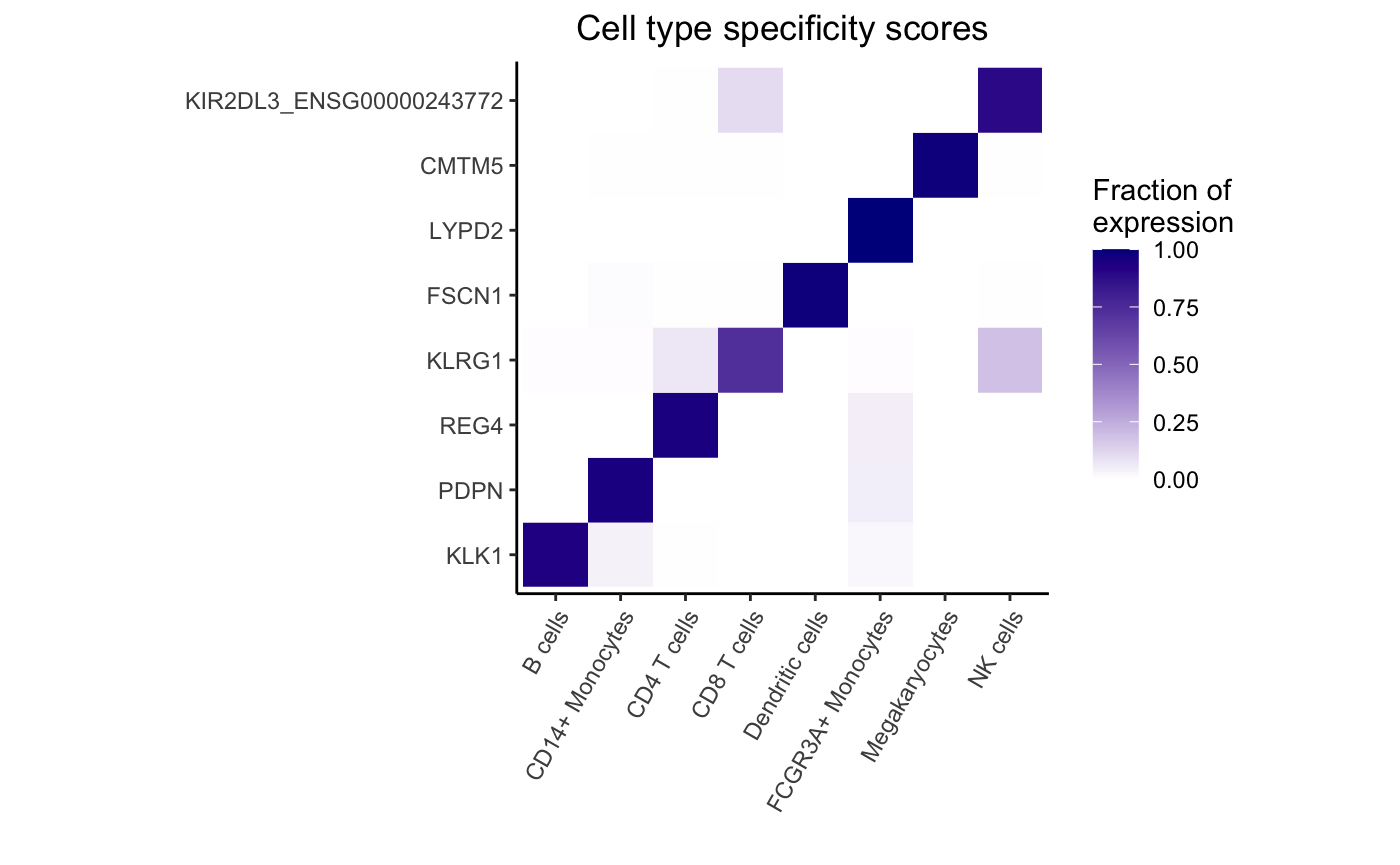 Cell type specificity scores
KIR2DL3_ENSG00000243772
CMTM5
LYPD2
FSCN1
KLRG1
REG4
PDPN
KLK1
B cells
CD14+ Monocytes
CD4 T cells
CD8 T cells
Dendritic cells
FCGR3A+ Monocytes
Megakaryocytes
NK cells
Fraction of
expression
1.00
0.75
0.50
0.25
0.00